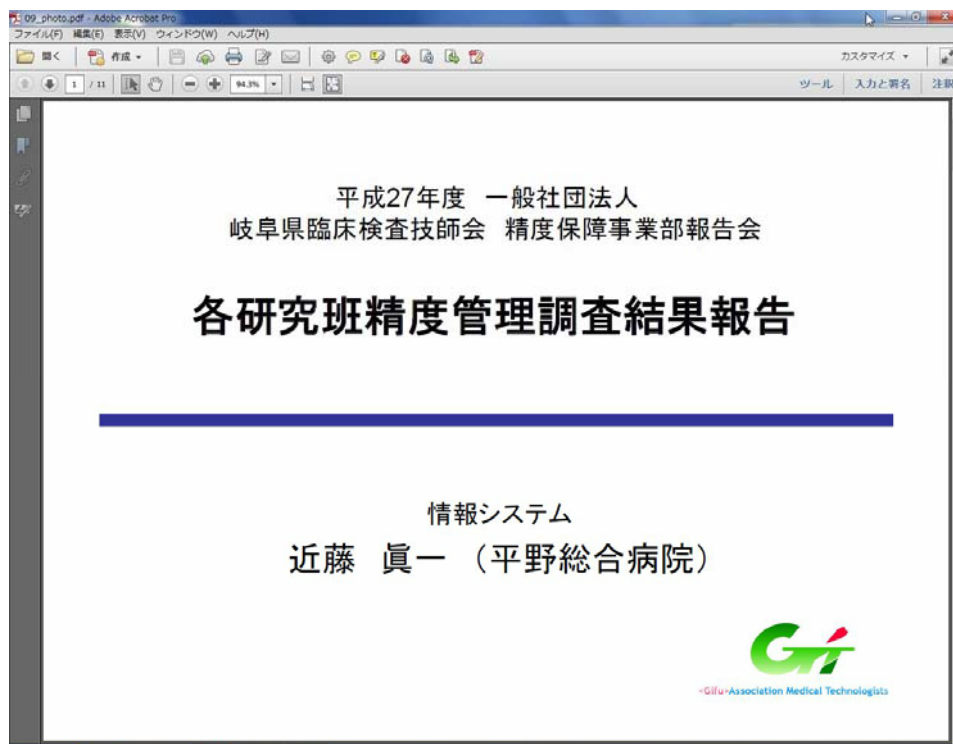 09_photo.pdf - Adobe Acrobat Pro
ファイル(F) 編集(E) 表示(V) ウィンドウ(W) ヘルプ(H)
開く 作成 カスタマイズ
1 / 11 94.3% ツール 入力と署名 注釈
平成27年度 一般社団法人
岐阜県臨床検査技師会 精度保障事業部報告会
各研究班精度管理調査結果報告
情報システム
近藤 眞一 (平野総合病院)
-Gifu-Association Medical Technologists